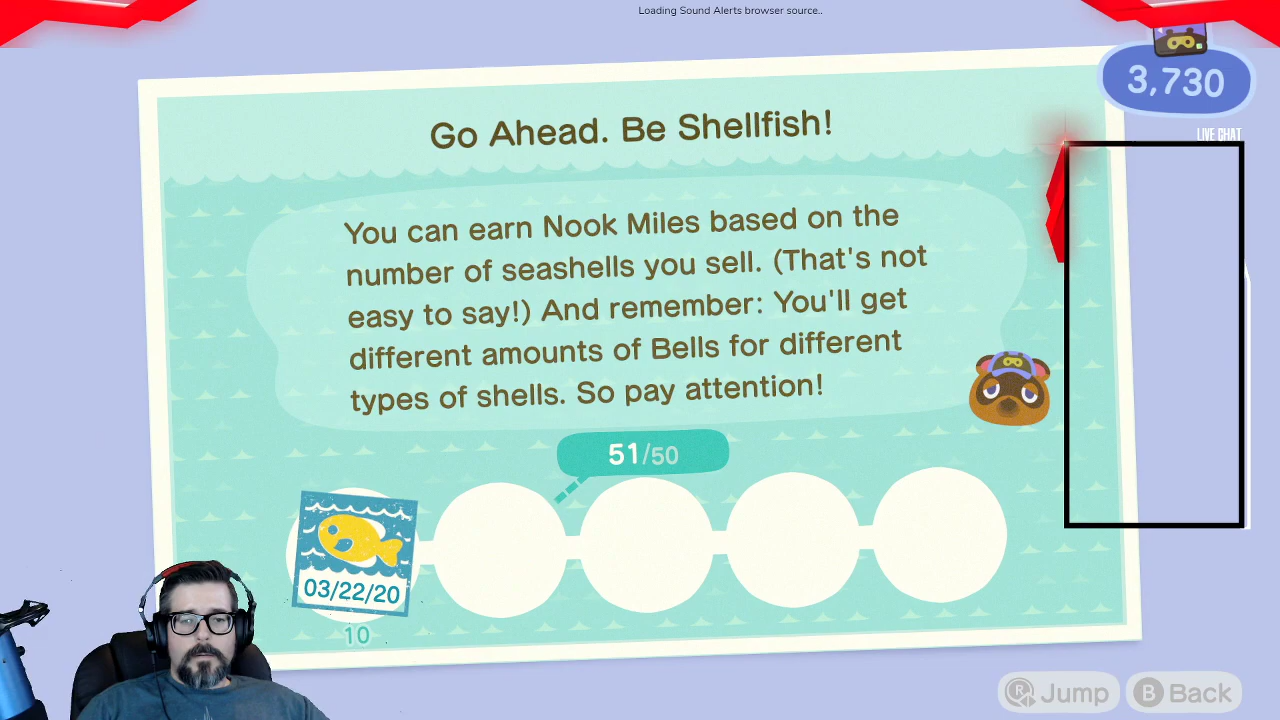 Loading Sound Alerts browser source..
3,730
LIVE CHAT
Go Ahead. Be Shellfish!
You can earn Nook Miles based on the
number of seashells you sell. (That's not
easy to say!) And remember: You'll get
different amounts of Bells for different
types of shells. So pay attention!
51/50
03/22/20
10
R Jump
B Back